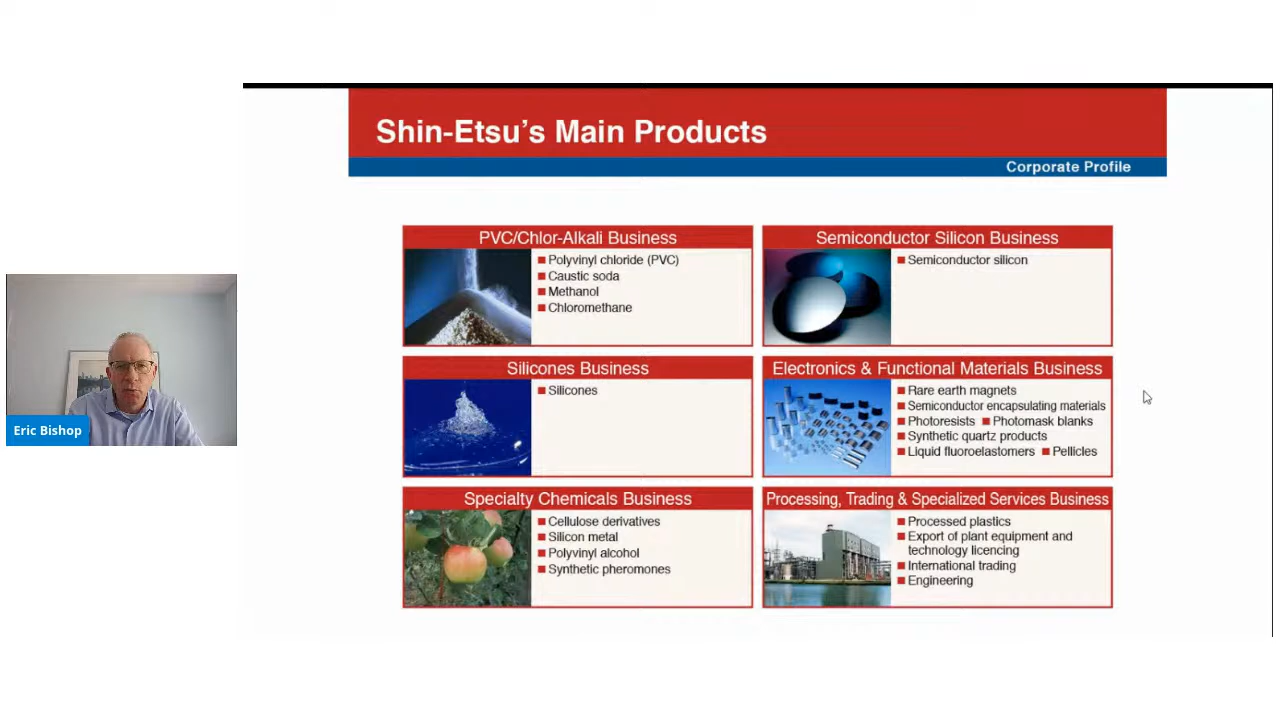 Shin-Etsu's Main Products
Corporate Profile
PVC/Chlor-Alkali Business
Polyvinyl chloride (PVC)
Caustic soda
Methanol
Chloromethane
Semiconductor Silicon Business
Semiconductor silicon
Silicones Business
Silicones
Electronics & Functional Materials Business
Rare earth magnets
Semiconductor encapsulating materials
Photoresists Photomask blanks
Synthetic quartz products
Liquid fluoroelastomers Pellicles
Specialty Chemicals Business
Cellulose derivatives
Silicon metal
Polyvinyl alcohol
Synthetic pheromones
Processing, Trading & Specialized Services Business
Processed plastics
Export of plant equipment and
technology licencing
International trading
Engineering
Eric Bishop